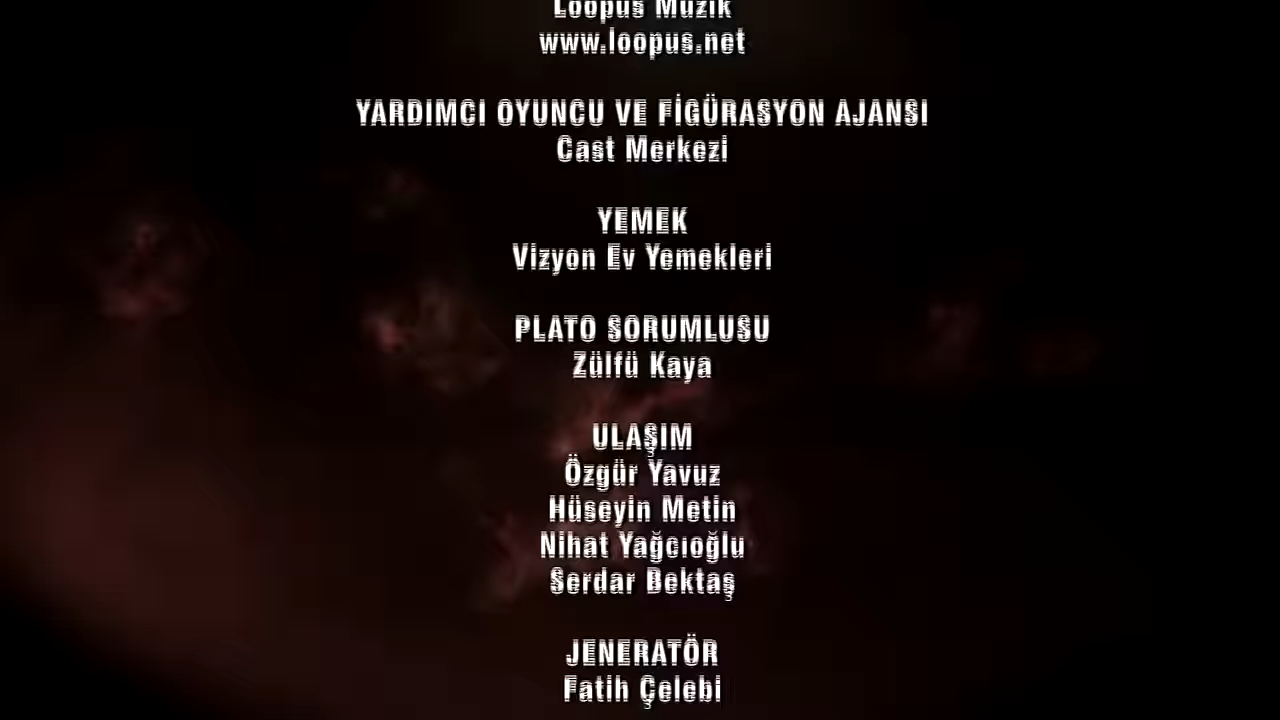 Loopus Müzik
www.loopus.net
YARDIMCI OYUNCU VE FİGÜRASYON AJANSI
Cast Merkezi
YEMEK
Vizyon Ev Yemekleri
PLATO SORUMLUSU
Zülfü Kaya
ULAŞIM
Özgür Yavuz
Hüseyin Metin
Nihat Yağcıoğlu
Serdar Bektaş
JENERATÖR
Fatih Çelebi